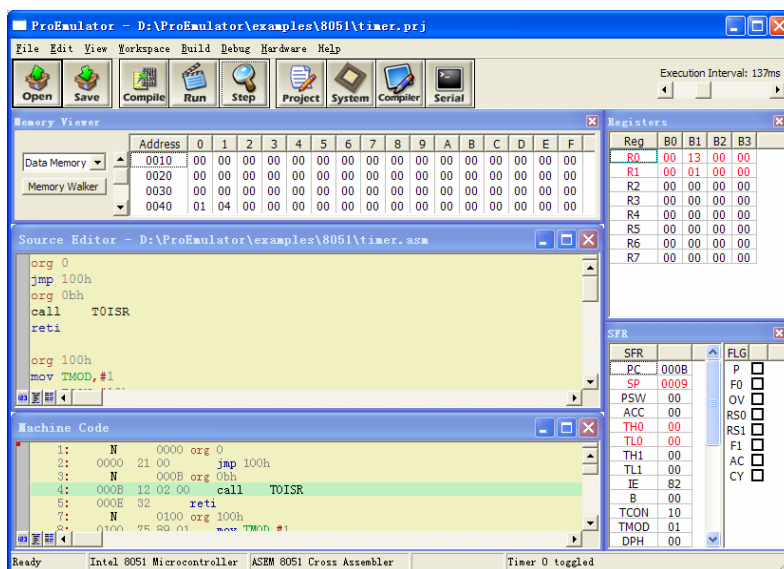 ProEmulator - D:\ProEmulator\examples\8051\timer.prj
File Edit View Workspace Build Debug Hardware Help
Open Save Compile Run Step Project System Compiler Serial
Execution Interval: 137ms
Memory Viewer
Data Memory
Memory Walker
Address 0 1 2 3 4 5 6 7 8 9 A B C D E F
0010 00 00 00 00 00 00 00 00 00 00 00 00 00 00 00 00
0020 00 00 00 00 00 00 00 00 00 00 00 00 00 00 00 00
0030 00 00 00 00 00 00 00 00 00 00 00 00 00 00 00 00
0040 01 04 00 00 00 00 00 00 00 00 00 00 00 00 00 00
Registers
Reg B0 B1 B2 B3
R0 00 13 00 00
R1 00 01 00 00
R2 00 00 00 00
R3 00 00 00 00
R4 00 00 00 00
R5 00 00 00 00
R6 00 00 00 00
R7 00 00 00 00
Source Editor - D:\ProEmulator\examples\8051\timer.asm
org 0
jmp 100h
org 0bh
call T0ISR
reti
org 100h
mov TMOD,#1
Machine Code
1: N 0000 org 0
2: 0000 21 00 jmp 100h
3: N 000B org 0bh
4: 000B 12 02 00 call T0ISR
5: 000E 32 reti
7: N 0100 org 100h
8: 0100 75 89 01 mov TMOD,#1
SFR
SFR
PC 000B
SP 0009
PSW 00
ACC 00
TH0 00
TL0 00
TH1 00
TL1 00
IE 82
B 00
TCON 10
TMOD 01
DPH 00
FLG
P
F0
OV
RS0
RS1
F1
AC
CY
Ready Intel 8051 Microcontroller ASEM 8051 Cross Assembler Timer 0 toggled